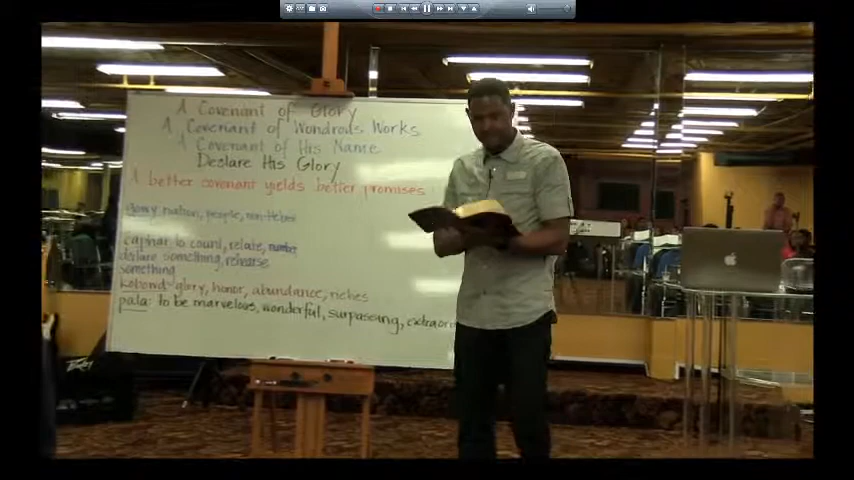 A Covenant of Glory
A Covenant of Wondrous Works
A Covenant of His Name
Declare His Glory
A better covenant yields better promises
nation, people, non-Hebrew
caphar to count, relate, number
declare something, rehearse
something
Kobowd-glory, honor, abundance, riches
pala: to be marvelous, wonderful, surpassing, extraor
PEAVEY